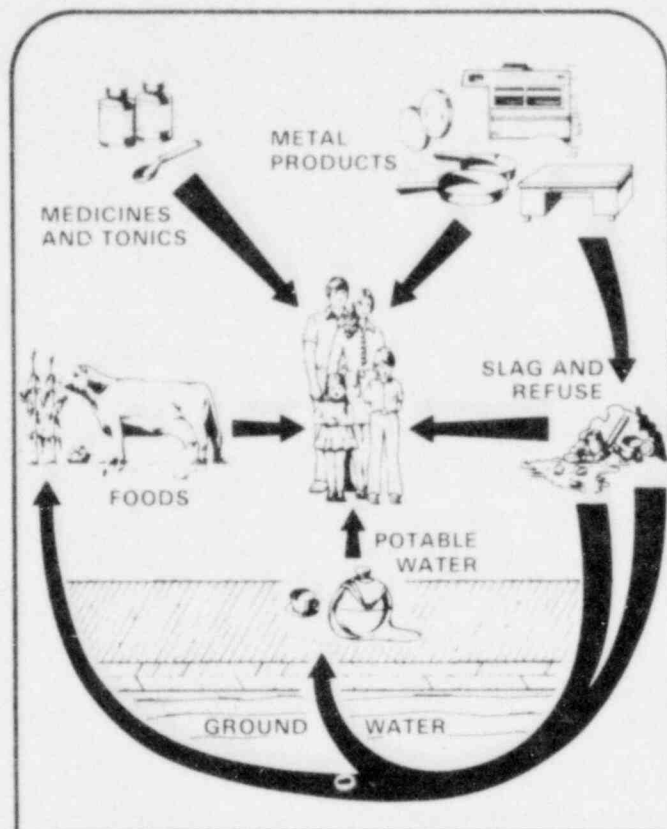 METAL
PRODUCTS
MEDICINES
AND TONICS
SLAG AND
REFUSE
FOODS
POTABLE
WATER
GROUND WATER